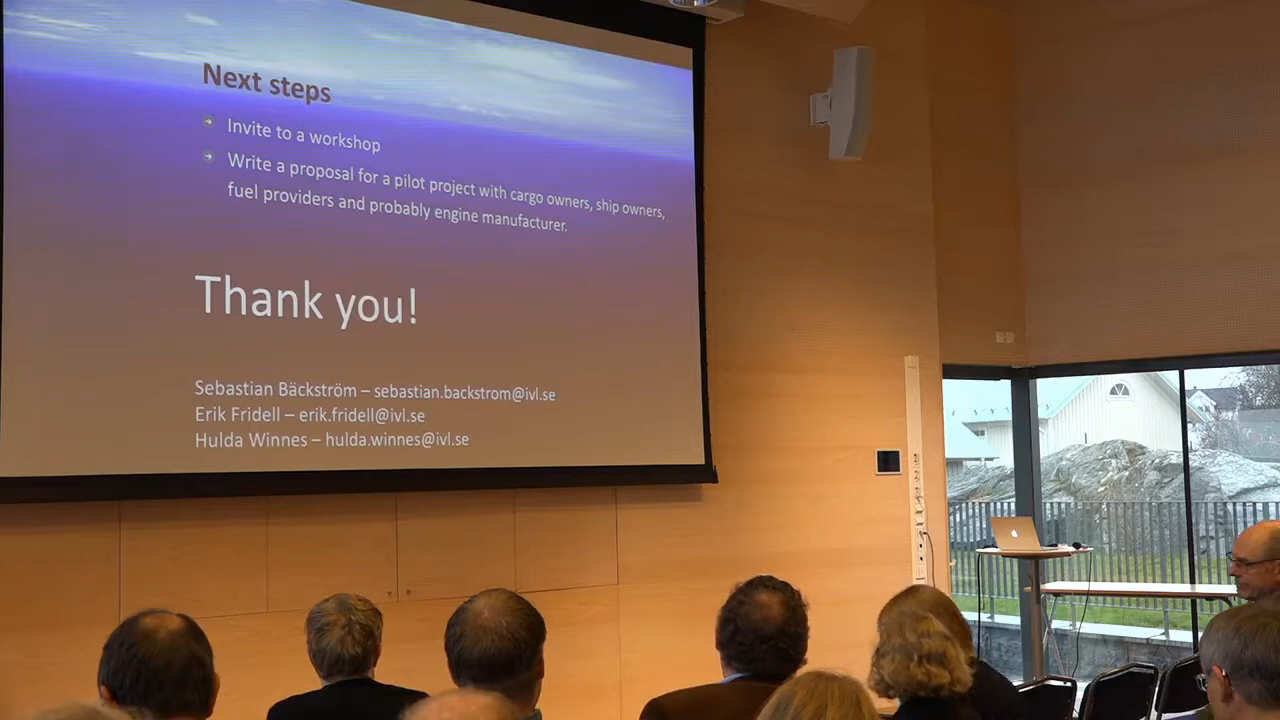 Next steps
Invite to a workshop
Write a proposal for a pilot project with cargo owners, ship owners,
fuel providers and probably engine manufacturer.
Thank you!
Sebastian Bäckström – sebastian.backstrom@ivl.se
Erik Fridell – erik.fridell@ivl.se
Hulda Winnes – hulda.winnes@ivl.se